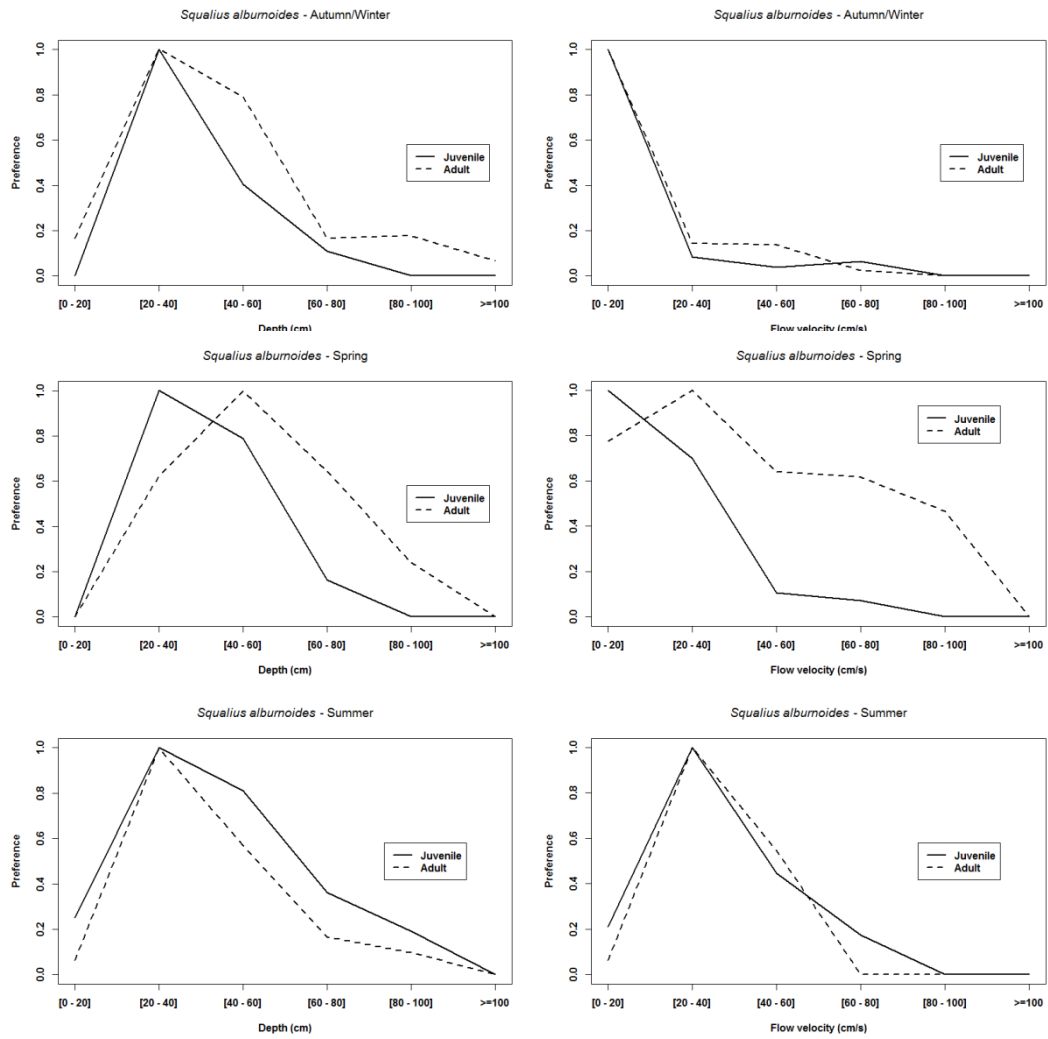 Squalius alburnoides - Autumn/Winter
Preference
1.0
0.8
0.6
0.4
0.2
0.0
Juvenile
Adult
[0 - 20] [20 - 40] [40 - 60] [60 - 80] [80 - 100] >=100
Depth (cm)
Squalius alburnoides - Autumn/Winter
Preference
1.0
0.8
0.6
0.4
0.2
0.0
Juvenile
Adult
[0 - 20] [20 - 40] [40 - 60] [60 - 80] [80 - 100] >=100
Flow velocity (cm/s)
Squalius alburnoides - Spring
Preference
1.0
0.8
0.6
0.4
0.2
0.0
Juvenile
Adult
[0 - 20] [20 - 40] [40 - 60] [60 - 80] [80 - 100] >=100
Depth (cm)
Squalius alburnoides - Spring
Preference
1.0
0.8
0.6
0.4
0.2
0.0
Juvenile
Adult
[0 - 20] [20 - 40] [40 - 60] [60 - 80] [80 - 100] >=100
Flow velocity (cm/s)
Squalius alburnoides - Summer
Preference
1.0
0.8
0.6
0.4
0.2
0.0
Juvenile
Adult
[0 - 20] [20 - 40] [40 - 60] [60 - 80] [80 - 100] >=100
Depth (cm)
Squalius alburnoides - Summer
Preference
1.0
0.8
0.6
0.4
0.2
0.0
Juvenile
Adult
[0 - 20] [20 - 40] [40 - 60] [60 - 80] [80 - 100] >=100
Flow velocity (cm/s)